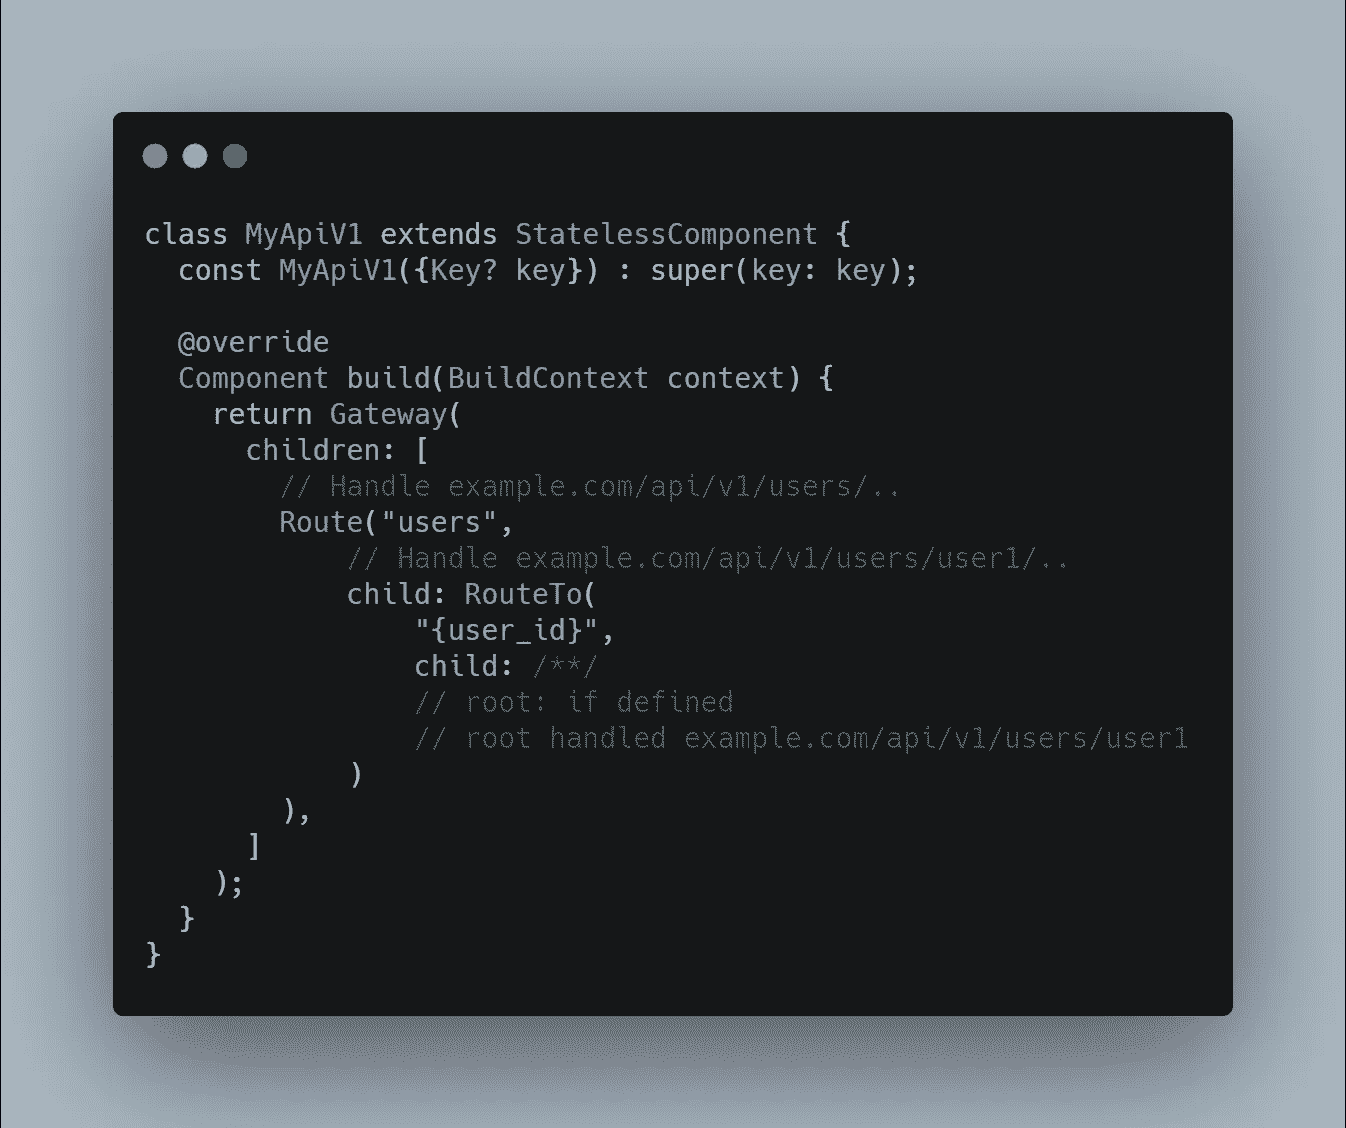 class MyApiV1 extends StatelessComponent {
  const MyApiV1({Key? key}) : super(key: key);

  @override
  Component build(BuildContext context) {
    return Gateway(
      children: [
        // Handle example.com/api/v1/users/..
        Route("users",
            // Handle example.com/api/v1/users/user1/..
            child: RouteTo(
                "{user_id}",
                child: /**/
                // root: if defined
                // root handled example.com/api/v1/users/user1
            )
        ),
      ]
    );
  }
}